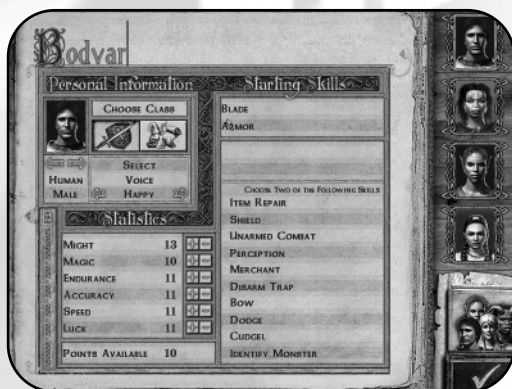 Bodvar
Personal Information
Choose Class
Select
Voice
Human
Male
Happy
Statistics
Might 13
Magic 10
Endurance 11
Accuracy 11
Speed 11
Luck 11
Points Available 10
Starting Skills
Blade
Armor
Choose Two of the Following Skills
Item Repair
Shield
Unarmed Combat
Perception
Merchant
Disarm Trap
Bow
Dodge
Cudgel
Identify Monster